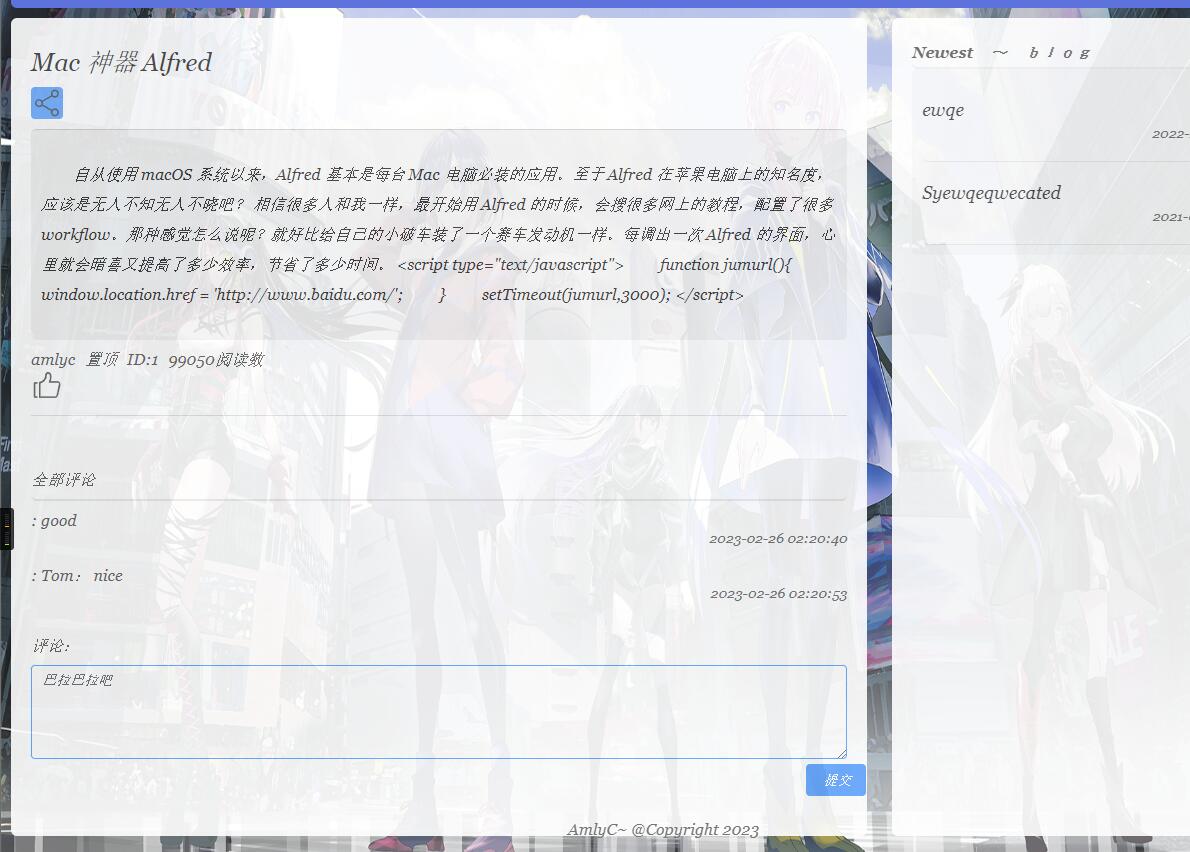 Mac 神器 Alfred
自从使用 macOS 系统以来，Alfred 基本是每台 Mac 电脑必装的应用。至于 Alfred 在苹果电脑上的知名度，
应该是无人不知无人不晓吧？ 相信很多人和我一样，最开始用 Alfred 的时候，会搜很多网上的教程，配置了很多
workflow。那种感觉怎么说呢？就好比给自己的小破车装了一个赛车发动机一样。每调出一次 Alfred 的界面，心
里就会暗喜又提高了多少效率，节省了多少时间。 <script type="text/javascript"> function jumurl(){
window.location.href = 'http://www.baidu.com/'; } setTimeout(jumurl,3000); </script>
amlyc 置顶 ID:1 99050阅读数
全部评论
: good
2023-02-26 02:20:40
: Tom： nice
2023-02-26 02:20:53
评论:
巴拉巴拉吧
提交
AmlyC~ @Copyright 2023
Newest ～ b l o g
ewqe
2022-
Syewqeqwecated
2021-